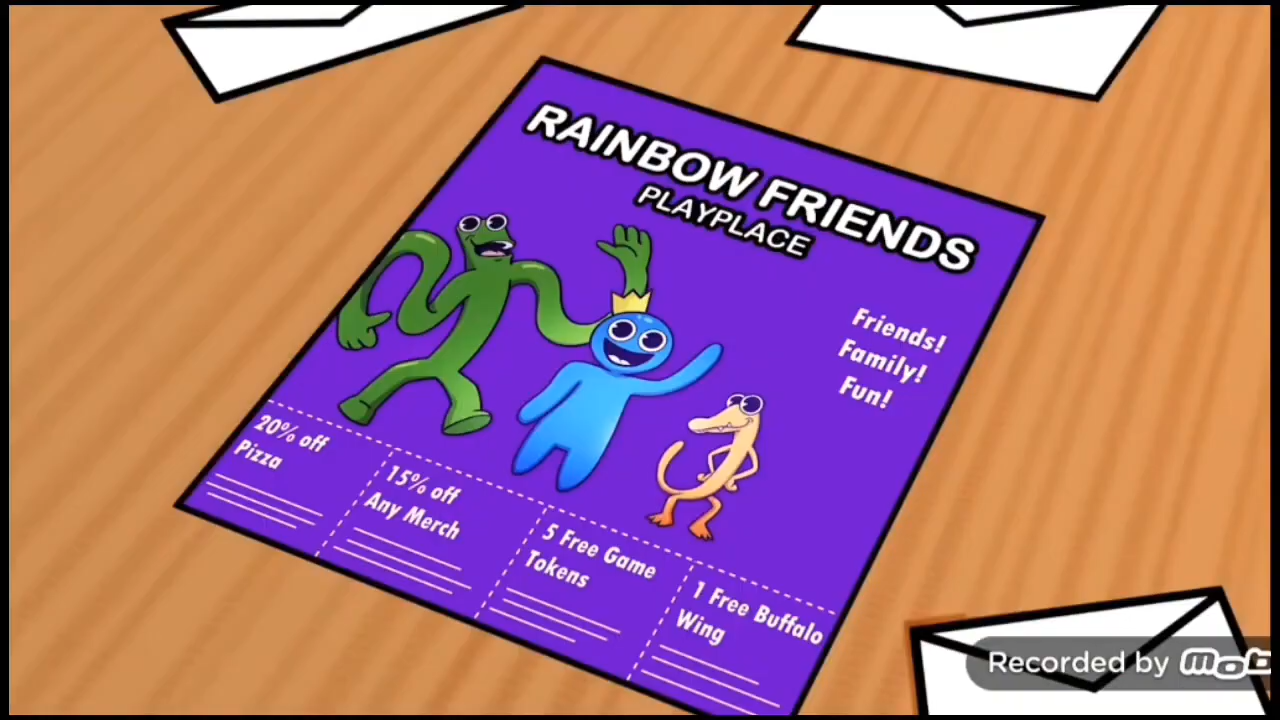 RAINBOW FRIENDS
PLAYPLACE
Friends!
Family!
Fun!
20% off
Pizza
15% off
Any Merch
5 Free Game
Tokens
1 Free Buffalo
Wing
Recorded by mob